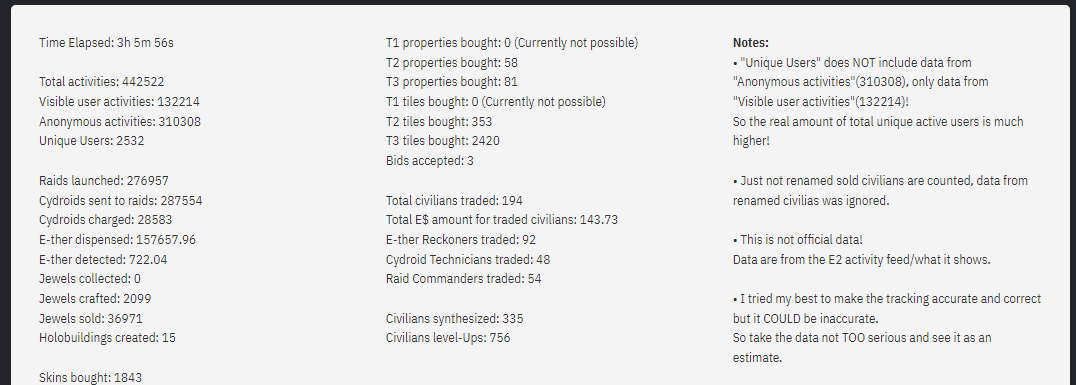 Time Elapsed: 3h 5m 56s
Total activities: 442522
Visible user activities: 132214
Anonymous activities: 310308
Unique Users: 2532
Raids launched: 276957
Cydroids sent to raids: 287554
Cydroids charged: 28583
E-ther dispensed: 157657.96
E-ther detected: 722.04
Jewels collected: 0
Jewels crafted: 2099
Jewels sold: 36971
Holobuildings created: 15
Skins bought: 1843
T1 properties bought: 0 (Currently not possible)
T2 properties bought: 58
T3 properties bought: 81
T1 tiles bought: 0 (Currently not possible)
T2 tiles bought: 353
T3 tiles bought: 2420
Bids accepted: 3
Total civilians traded: 194
Total E$ amount for traded civilians: 143.73
E-ther Reckoners traded: 92
Cydroid Technicians traded: 48
Raid Commanders traded: 54
Civilians synthesized: 335
Civilians level-Ups: 756
Notes:
• "Unique Users" does NOT include data from
"Anonymous activities"(310308), only data from
"Visible user activities"(132214)!
So the real amount of total unique active users is much
higher!
• Just not renamed sold civilians are counted, data from
renamed civilias was ignored.
• This is not official data!
Data are from the E2 activity feed/what it shows.
• I tried my best to make the tracking accurate and correct
but it COULD be inaccurate.
So take the data not TOO serious and see it as an
estimate.